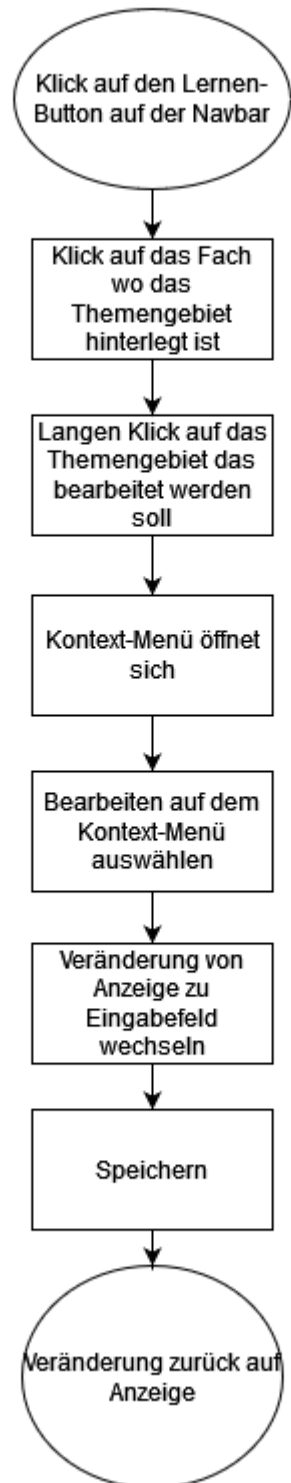 Klick auf den Lernen-
Button auf der Navbar
Klick auf das Fach
wo das
Themengebiet
hinterlegt ist
Langen Klick auf das
Themengebiet das
bearbeitet werden
soll
Kontext-Menü öffnet
sich
Bearbeiten auf dem
Kontext-Menü
auswählen
Veränderung von
Anzeige zu
Eingabefeld
wechseln
Speichern
Veränderung zurück auf
Anzeige